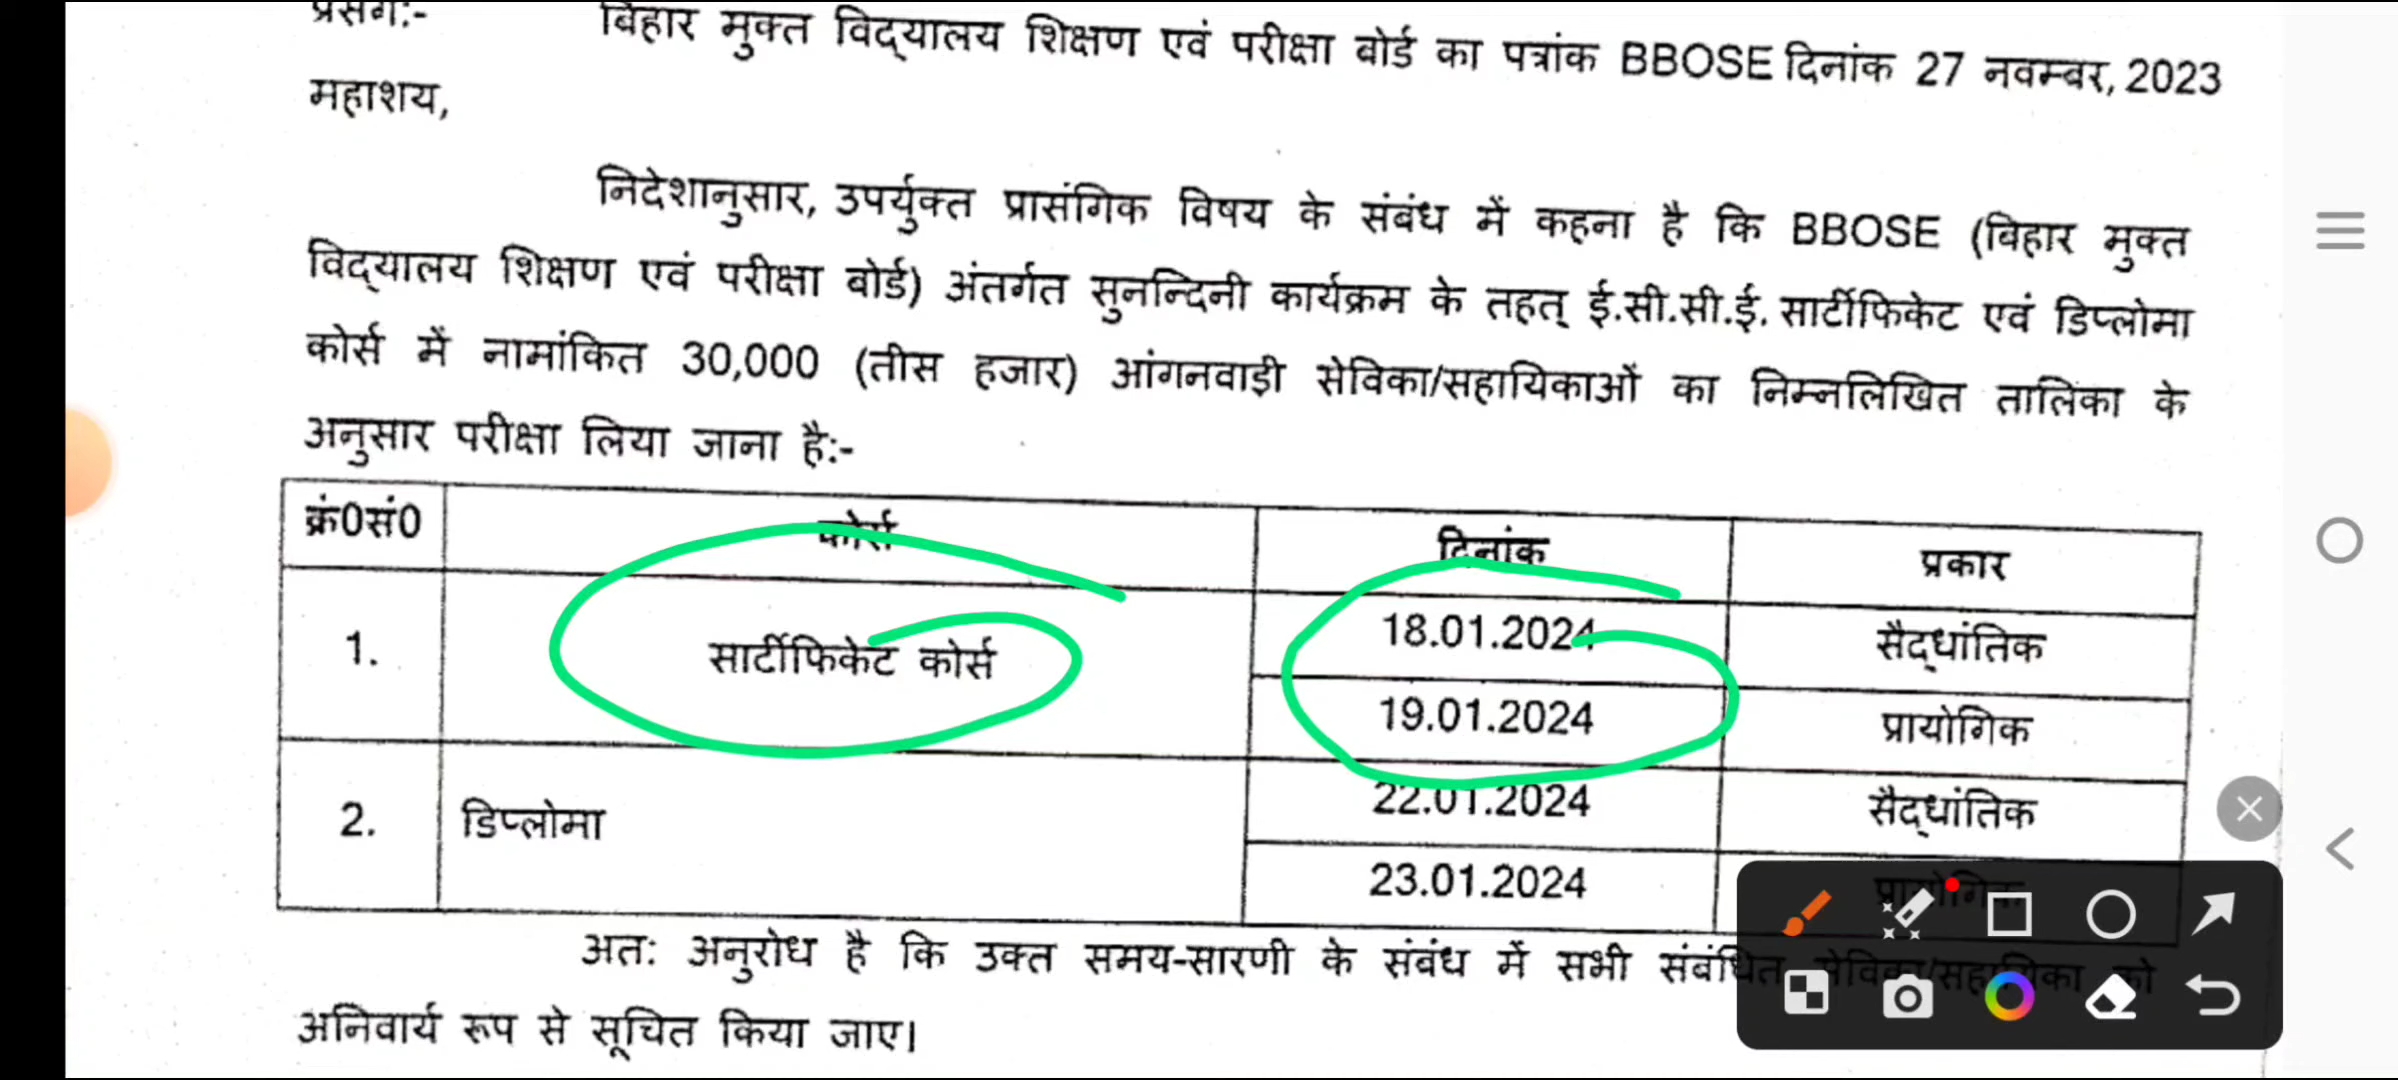 प्रसंग:- बिहार मुक्त विद्यालय शिक्षण एवं परीक्षा बोर्ड का पत्रांक BBOSE दिनांक 27 नवम्बर, 2023
महाशय,
निदेशानुसार, उपर्युक्त प्रासंगिक विषय के संबंध में कहना है कि BBOSE (बिहार मुक्त
विद्यालय शिक्षण एवं परीक्षा बोर्ड) अंतर्गत सुनन्दिनी कार्यक्रम के तहत् ई.सी.सी.ई. सार्टीफिकेट एवं डिप्लोमा
कोर्स में नामांकित 30,000 (तीस हजार) आंगनवाड़ी सेविका/सहायिकाओं का निम्नलिखित तालिका के
अनुसार परीक्षा लिया जाना है:-
क्रं0सं0 कोर्स दिनांक प्रकार
1. सार्टीफिकेट कोर्स 18.01.2024 सैद्धांतिक
19.01.2024 प्रायोगिक
2. डिप्लोमा 22.01.2024 सैद्धांतिक
23.01.2024 प्रायोगिक
अत: अनुरोध है कि उक्त समय-सारणी के संबंध में सभी संबंधित सेविका/सहायिका को
अनिवार्य रूप से सूचित किया जाए।